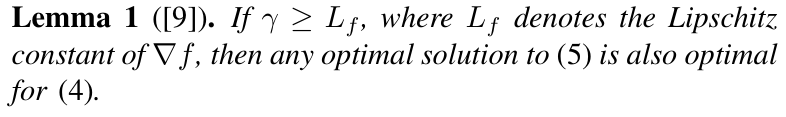 Lemma 1 ([9]). If γ ≥ L_f, where L_f denotes the Lipschitz
constant of ∇f, then any optimal solution to (5) is also optimal
for (4).